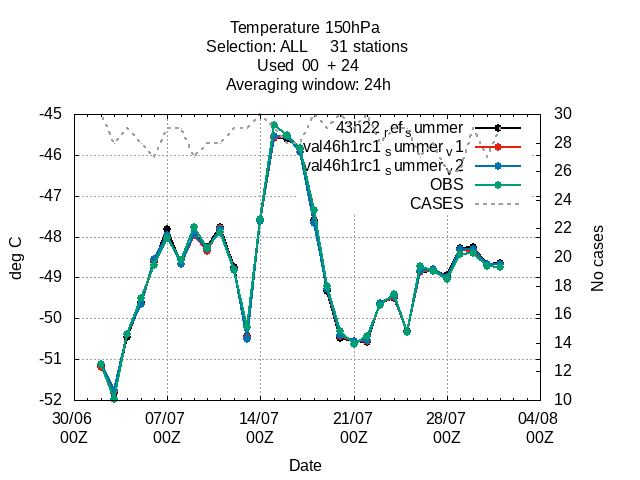 Temperature 150hPa
Selection: ALL 31 stations
Used 00 + 24
Averaging window: 24h
-45
-46
-47
-48
-49
-50
-51
-52
deg C
30
28
26
24
22
20
18
16
14
12
10
No cases
43h22_ref_summer
val46h1rc1_summer_v1
val46h1rc1_summer_v2
OBS
CASES
30/06 07/07 14/07 21/07 28/07 04/08
00Z 00Z 00Z 00Z 00Z 00Z
Date